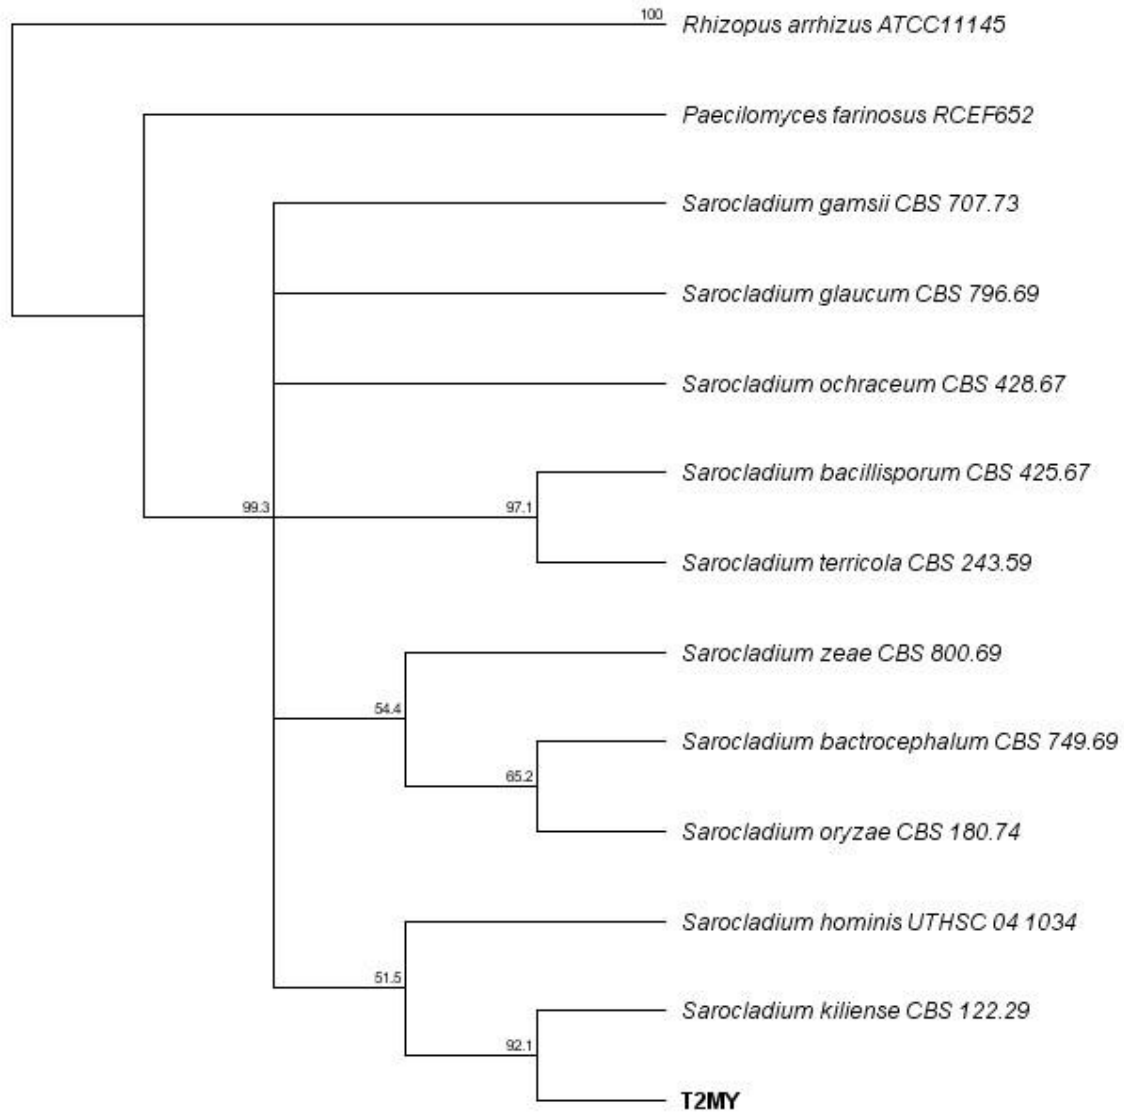 100
Rhizopus arrhizus ATCC11145
Paecilomyces farinosus RCEF652
Sarocladium gamsii CBS 707.73
Sarocladium glaucum CBS 796.69
Sarocladium ochraceum CBS 428.67
Sarocladium bacillisporum CBS 425.67
99.3
97.1
Sarocladium terricola CBS 243.59
Sarocladium zeae CBS 800.69
54.4
Sarocladium bactrocephalum CBS 749.69
65.2
Sarocladium oryzae CBS 180.74
Sarocladium hominis UTHSC 04 1034
51.5
Sarocladium kiliense CBS 122.29
92.1
T2MY